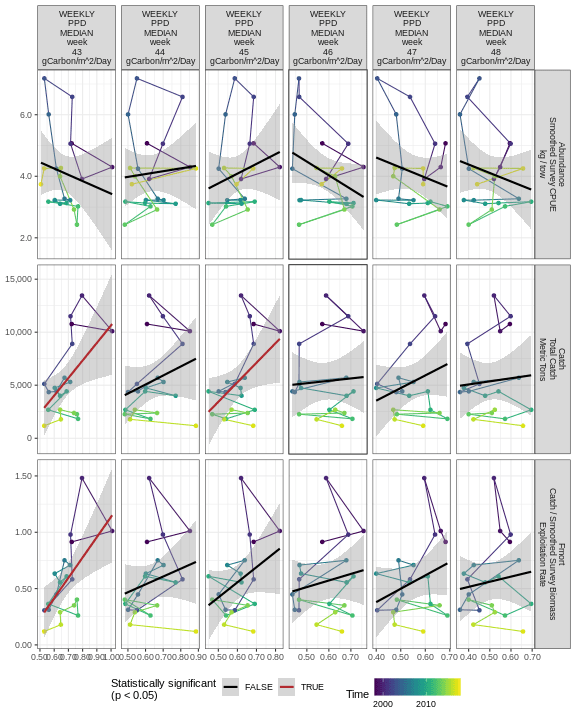 WEEKLY
PPD
MEDIAN
week
43
gCarbon/m^2/Day
WEEKLY
PPD
MEDIAN
week
44
gCarbon/m^2/Day
WEEKLY
PPD
MEDIAN
week
45
gCarbon/m^2/Day
WEEKLY
PPD
MEDIAN
week
46
gCarbon/m^2/Day
WEEKLY
PPD
MEDIAN
week
47
gCarbon/m^2/Day
WEEKLY
PPD
MEDIAN
week
48
gCarbon/m^2/Day
6.0
4.0
2.0
Abundance
Smoothed Survey CPUE
kg / tow
15,000
10,000
5,000
0
Catch
Total Catch
Metric Tons
1.50
1.00
0.50
0.00
Fmort
Catch / Smoothed Survey Biomass
Exploitation Rate
0.50 0.60 0.70 0.80 0.90 1.00
0.50 0.60 0.70 0.80 0.90
0.50 0.60 0.70 0.80
0.50 0.60 0.70
0.40 0.50 0.60 0.70
0.40 0.50 0.60 0.70
Statistically significant
(p < 0.05)
FALSE
TRUE
Time
2000 2010